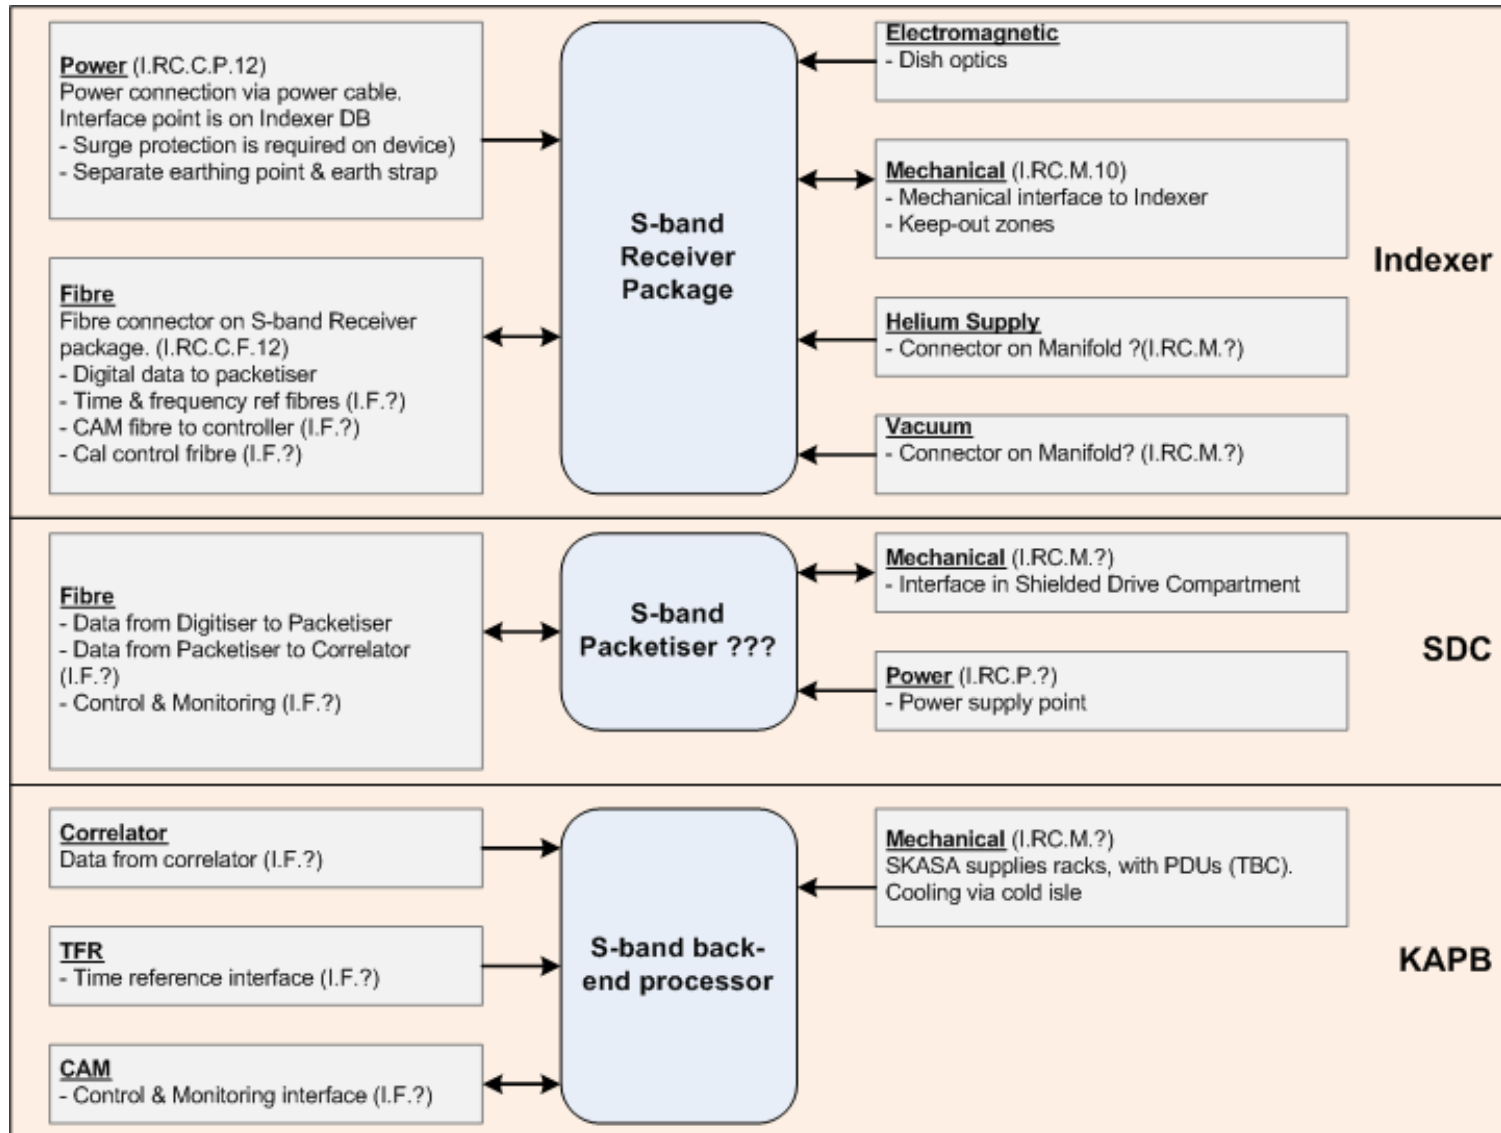 Power (I.RC.C.P.12)
Power connection via power cable.
Interface point is on Indexer DB
- Surge protection is required on device)
- Separate earthing point & earth strap
Fibre
Fibre connector on S-band Receiver
package. (I.RC.C.F.12)
- Digital data to packetiser
- Time & frequency ref fibres (I.F.?)
- CAM fibre to controller (I.F.?)
- Cal control fribre (I.F.?)
S-band
Receiver
Package
Electromagnetic
- Dish optics
Mechanical (I.RC.M.10)
- Mechanical interface to Indexer
- Keep-out zones
Helium Supply
- Connector on Manifold ?(I.RC.M.?)
Vacuum
- Connector on Manifold? (I.RC.M.?)
Indexer
Fibre
- Data from Digitiser to Packetiser
- Data from Packetiser to Correlator
(I.F.?)
- Control & Monitoring (I.F.?)
S-band
Packetiser ???
Mechanical (I.RC.M.?)
- Interface in Shielded Drive Compartment
Power (I.RC.P.?)
- Power supply point
SDC
Correlator
Data from correlator (I.F.?)
TFR
- Time reference interface (I.F.?)
CAM
- Control & Monitoring interface (I.F.?)
S-band back-
end processor
Mechanical (I.RC.M.?)
SKASA supplies racks, with PDUs (TBC).
Cooling via cold isle
KAPB